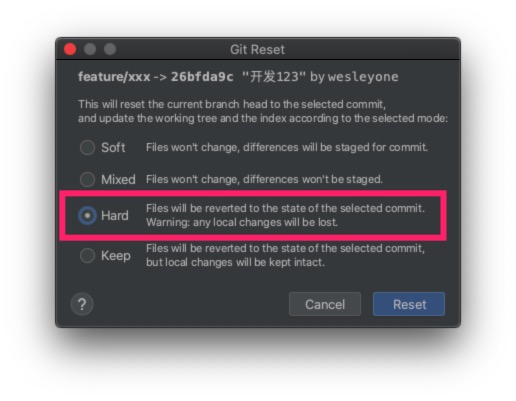 Git Reset
feature/xxx -> 26bfda9c "开发123" by wesleyone
This will reset the current branch head to the selected commit,
and update the working tree and the index according to the selected mode:
Soft Files won't change, differences will be staged for commit.
Mixed Files won't change, differences won't be staged.
Hard Files will be reverted to the state of the selected commit.
Warning: any local changes will be lost.
Keep Files will be reverted to the state of the selected commit,
but local changes will be kept intact.
? Cancel Reset